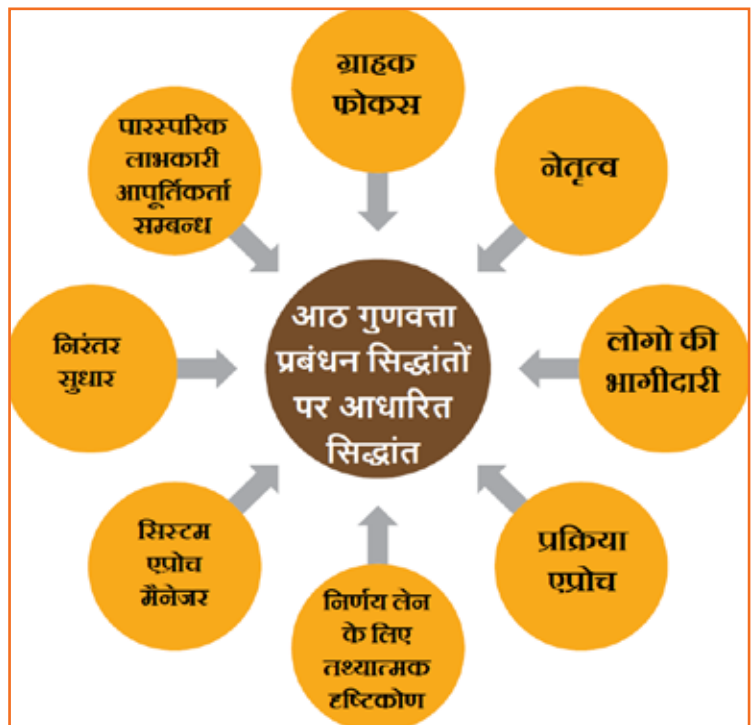 ग्राहक
फोकस
नेतृत्व
लोगो की
भागीदारी
प्रक्रिया
एप्रोच
निर्णय लेन
के लिए
तथ्यात्मक
दृष्टिकोण
सिस्टम
एप्रोच
मैनेजर
निरंतर
सुधार
पारस्परिक
लाभकारी
आपूर्तिकर्ता
सम्बन्ध
आठ गुणवत्ता
प्रबंधन सिद्धांतों
पर आधारित
सिद्धांत